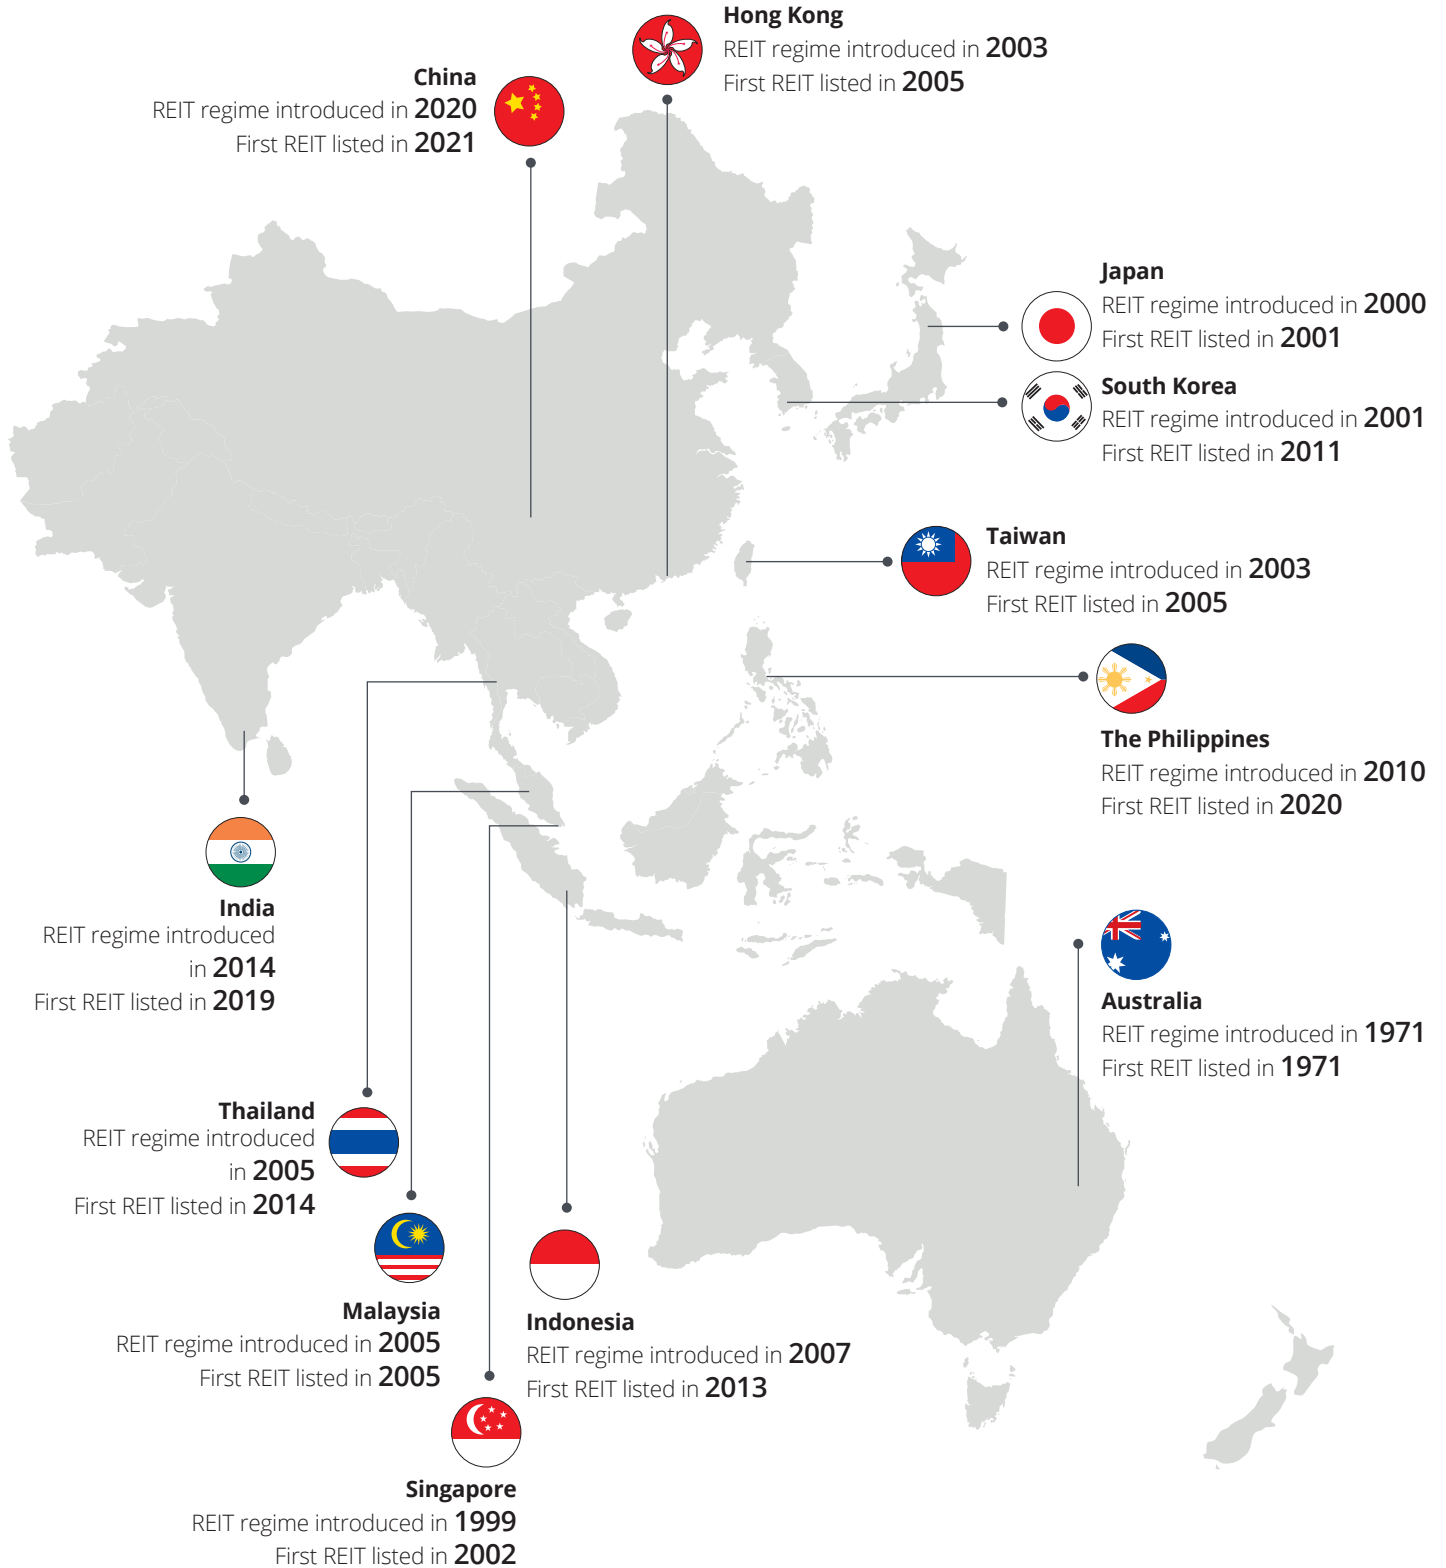 Hong Kong
REIT regime introduced in 2003
First REIT listed in 2005
China
REIT regime introduced in 2020
First REIT listed in 2021
Japan
REIT regime introduced in 2000
First REIT listed in 2001
South Korea
REIT regime introduced in 2001
First REIT listed in 2011
Taiwan
REIT regime introduced in 2003
First REIT listed in 2005
The Philippines
REIT regime introduced in 2010
First REIT listed in 2020
India
REIT regime introduced
in 2014
First REIT listed in 2019
Australia
REIT regime introduced in 1971
First REIT listed in 1971
Thailand
REIT regime introduced
in 2005
First REIT listed in 2014
Malaysia
REIT regime introduced in 2005
First REIT listed in 2005
Indonesia
REIT regime introduced in 2007
First REIT listed in 2013
Singapore
REIT regime introduced in 1999
First REIT listed in 2002